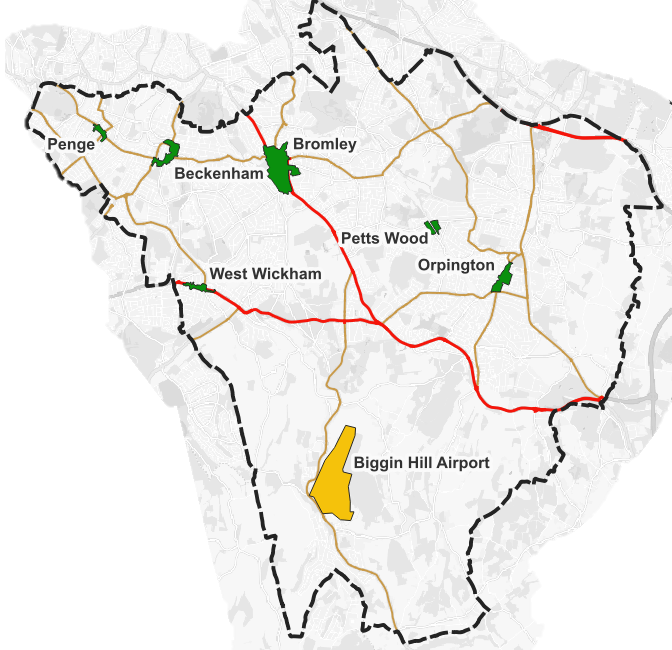 Penge
Bromley
Beckenham
Petts Wood
Orpington
West Wickham
Biggin Hill Airport